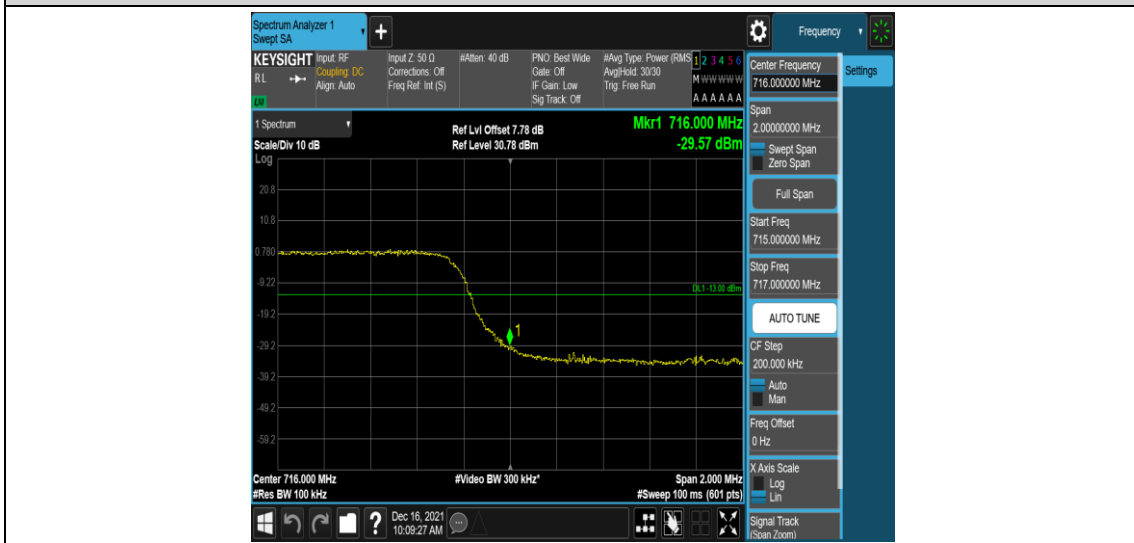 Spectrum Analyzer 1
Swept SA
+
Frequency
KEYSIGHT
RL
LXI
Input: RF
Coupling: DC
Align: Auto
Input Z: 50 Ω
Corrections: Off
Freq Ref: Int (S)
#Atten: 40 dB
PNO: Best Wide
Gate: Off
IF Gain: Low
Sig Track: Off
#Avg Type: Power (RMS
Avg|Hold: 30/30
Trig: Free Run
1 2 3 4 5 6
M W W W W W
A A A A A A
1 Spectrum
Scale/Div 10 dB
Log
Ref Lvl Offset 7.78 dB
Ref Level 30.78 dBm
Mkr1 716.000 MHz
-29.57 dBm
20.8
10.8
0.780
-9.22
-19.2
-29.2
-39.2
-49.2
-59.2
DL1 -13.00 dBm
1
Center 716.000 MHz
#Res BW 100 kHz
#Video BW 300 kHz*
Span 2.000 MHz
#Sweep 100 ms (601 pts)
Dec 16, 2021
10:09:27 AM
?
Center Frequency
716.000000 MHz
Settings
Span
2.00000000 MHz
Swept Span
Zero Span
Full Span
Start Freq
715.000000 MHz
Stop Freq
717.000000 MHz
AUTO TUNE
CF Step
200.000 kHz
Auto
Man
Freq Offset
0 Hz
X Axis Scale
Log
Lin
Signal Track
(Span Zoom)